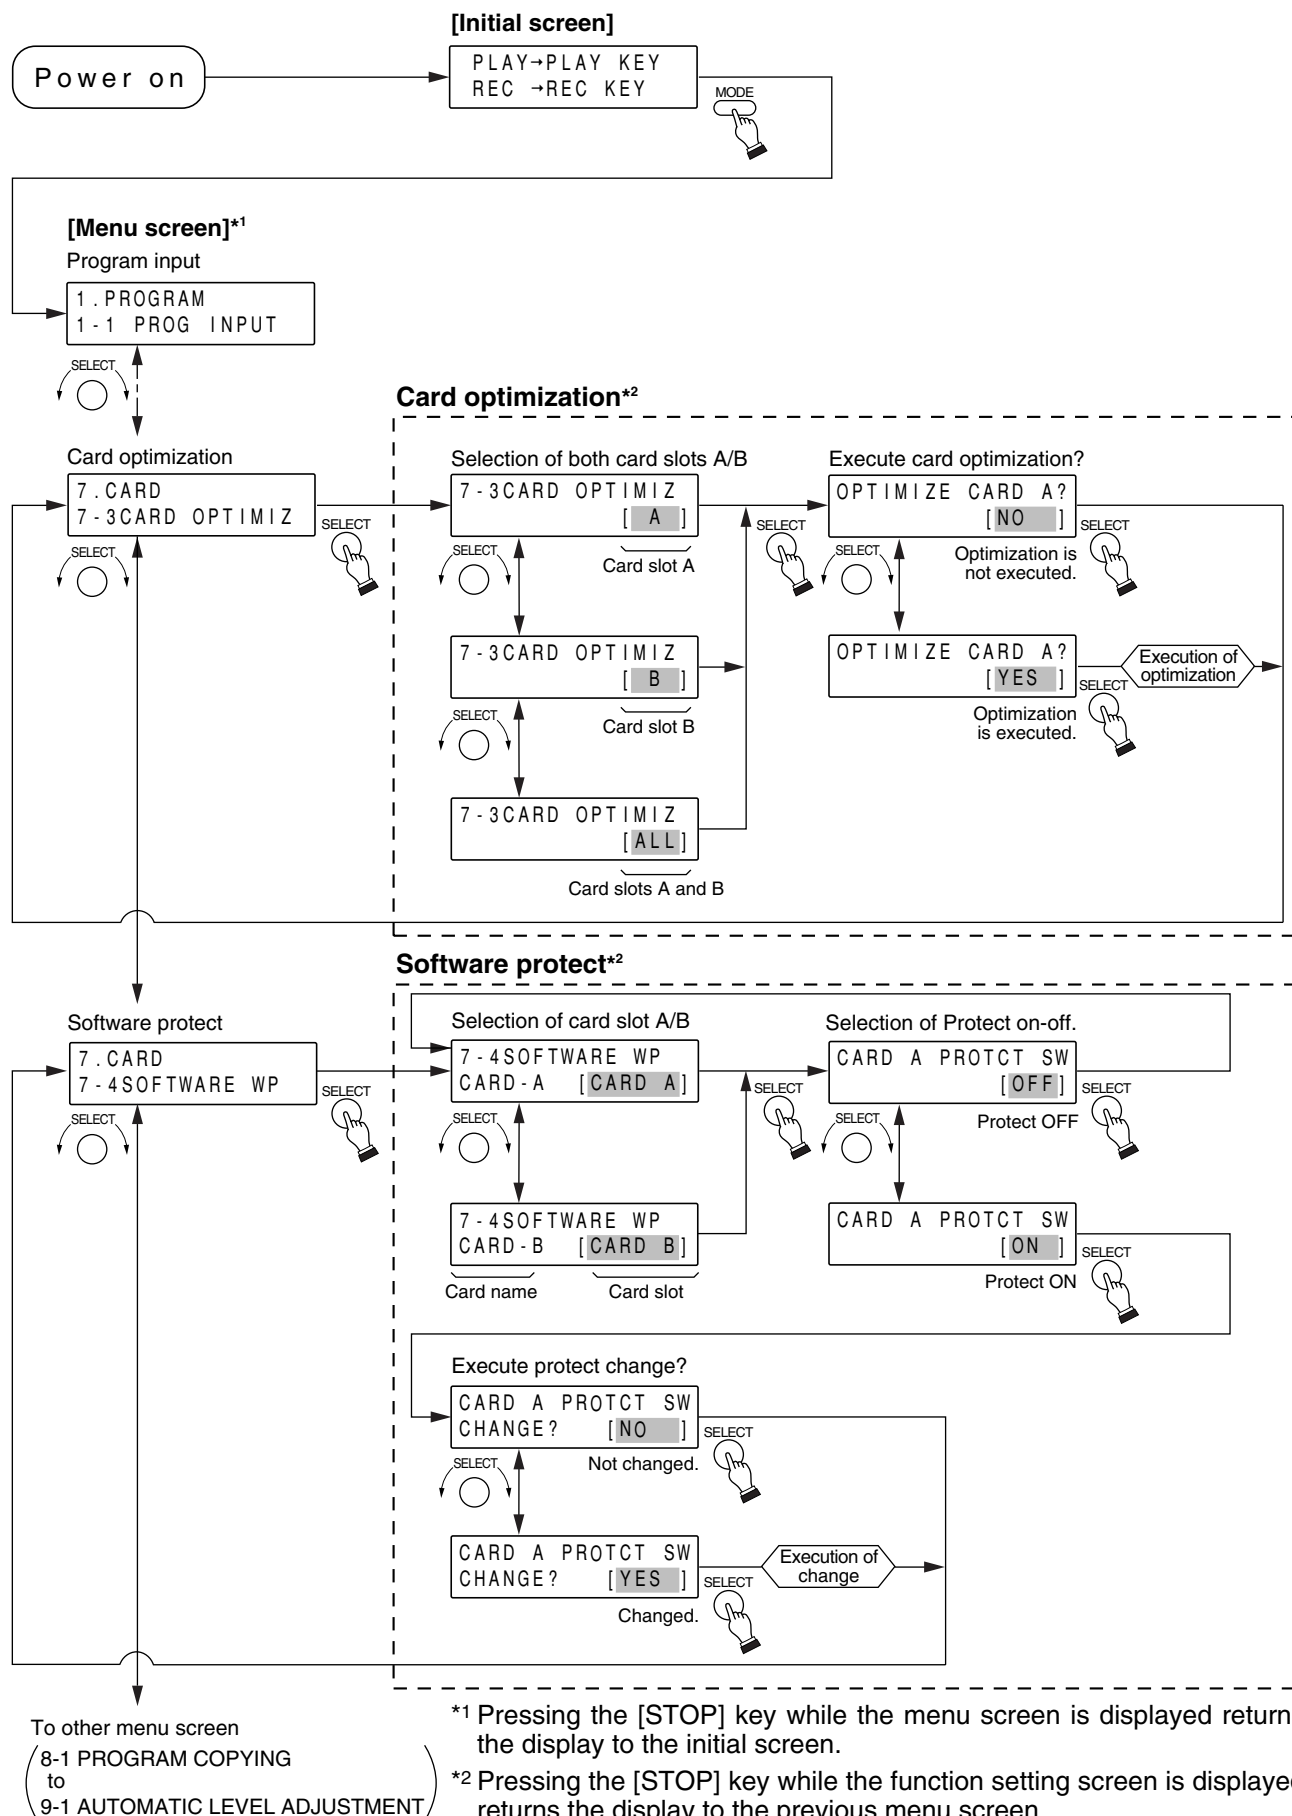 [Initial screen]
Power on
PLAY→PLAY KEY
REC →REC KEY
MODE
[Menu screen]*1
Program input
1.PROGRAM
1-1 PROG INPUT
SELECT
Card optimization*2
Card optimization
7.CARD
7-3CARD OPTIMIZ
SELECT
SELECT
Selection of both card slots A/B
7-3CARD OPTIMIZ
[ A ]
Card slot A
SELECT
SELECT
7-3CARD OPTIMIZ
[ B ]
Card slot B
SELECT
7-3CARD OPTIMIZ
[ALL]
Card slots A and B
Execute card optimization?
OPTIMIZE CARD A?
[NO ]
Optimization is
not executed.
SELECT
SELECT
OPTIMIZE CARD A?
[YES ]
Optimization
is executed.
SELECT
Execution of
optimization
Software protect*2
Software protect
7.CARD
7-4SOFTWARE WP
SELECT
SELECT
Selection of card slot A/B
7-4SOFTWARE WP
CARD-A [CARD A]
SELECT
SELECT
7-4SOFTWARE WP
CARD-B [CARD B]
Card name
Card slot
Selection of Protect on-off.
CARD A PROTCT SW
[OFF]
Protect OFF
SELECT
SELECT
CARD A PROTCT SW
[ON ]
Protect ON
SELECT
Execute protect change?
CARD A PROTCT SW
CHANGE? [NO ]
Not changed.
SELECT
SELECT
CARD A PROTCT SW
CHANGE? [YES ]
Changed.
SELECT
Execution of
change
To other menu screen
8-1 PROGRAM COPYING
to
9-1 AUTOMATIC LEVEL ADJUSTMENT
*1 Pressing the [STOP] key while the menu screen is displayed return
the display to the initial screen.
*2 Pressing the [STOP] key while the function setting screen is displayed
returns the display to the previous menu screen